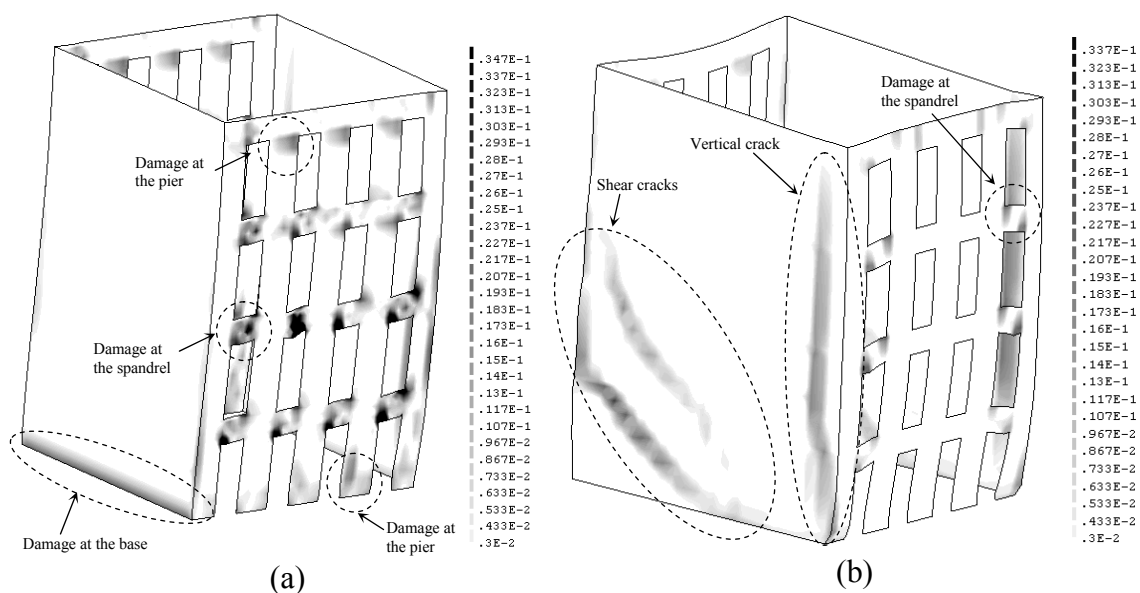 Damage at
the pier
Damage at
the spandrel
Damage at the base
Damage at
the pier
(a)
.347E-1
.337E-1
.323E-1
.313E-1
.303E-1
.293E-1
.28E-1
.27E-1
.26E-1
.25E-1
.237E-1
.227E-1
.217E-1
.207E-1
.193E-1
.183E-1
.173E-1
.16E-1
.15E-1
.14E-1
.13E-1
.117E-1
.107E-1
.967E-2
.867E-2
.733E-2
.633E-2
.533E-2
.433E-2
.3E-2
Shear cracks
Vertical crack
Damage at
the spandrel
(b)
.337E-1
.323E-1
.313E-1
.303E-1
.293E-1
.28E-1
.27E-1
.26E-1
.25E-1
.237E-1
.227E-1
.217E-1
.207E-1
.193E-1
.183E-1
.173E-1
.16E-1
.15E-1
.14E-1
.13E-1
.117E-1
.107E-1
.967E-2
.867E-2
.733E-2
.633E-2
.533E-2
.433E-2
.3E-2